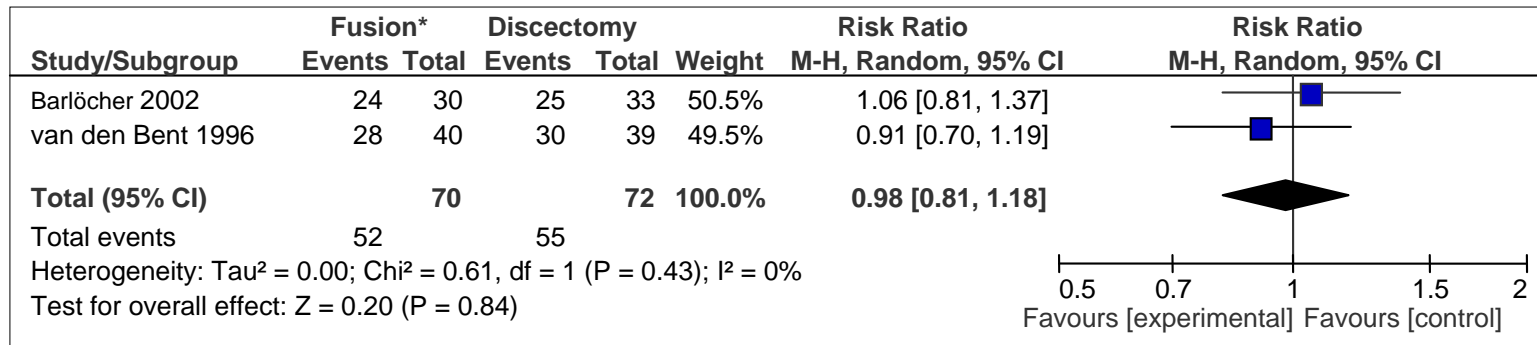 Fusion* Discectomy Risk Ratio Risk Ratio
Study/Subgroup Events Total Events Total Weight M-H, Random, 95% CI M-H, Random, 95% CI
Barlöcher 2002 24 30 25 33 50.5% 1.06 [0.81, 1.37]
van den Bent 1996 28 40 30 39 49.5% 0.91 [0.70, 1.19]
Total (95% CI) 70 72 100.0% 0.98 [0.81, 1.18]
Total events 52 55
Heterogeneity: Tau² = 0.00; Chi² = 0.61, df = 1 (P = 0.43); I² = 0%
Test for overall effect: Z = 0.20 (P = 0.84)
0.5 0.7 1 1.5 2
Favours [experimental] Favours [control]